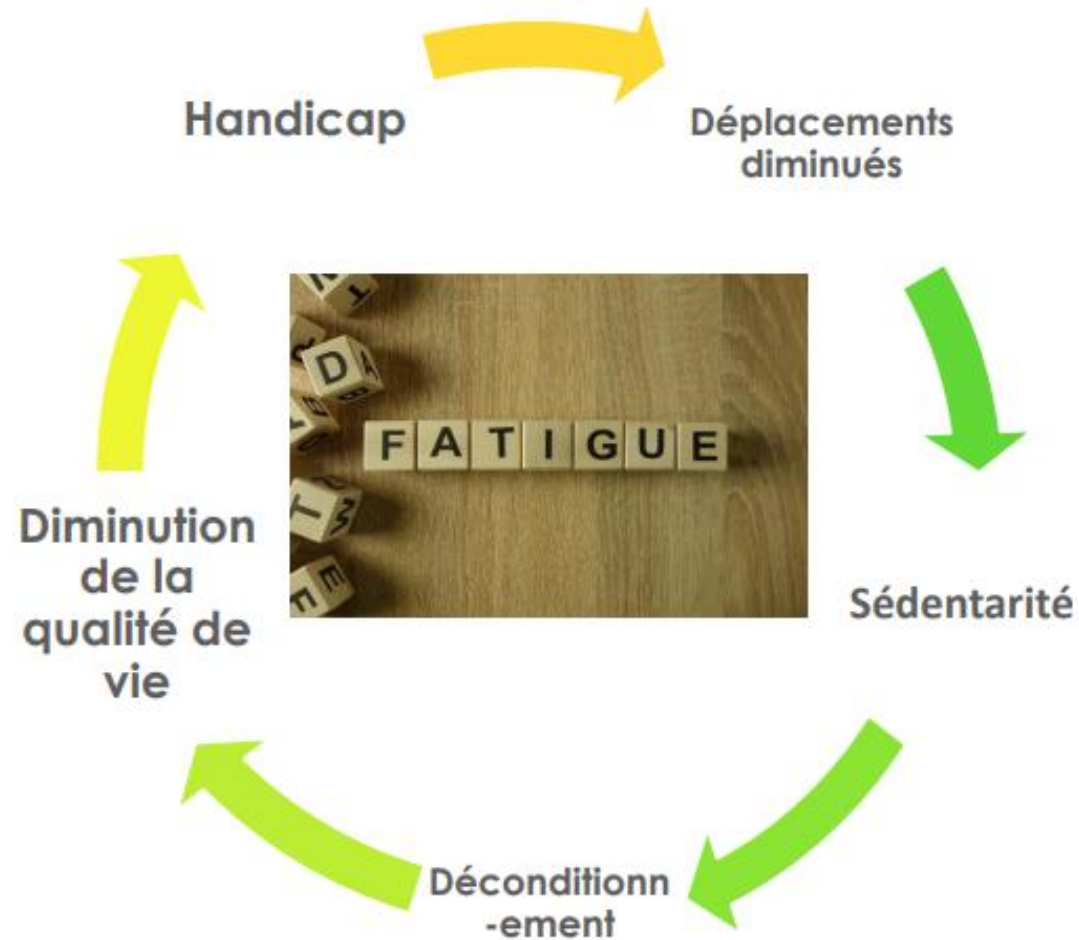 Handicap
Déplacements
diminués
Sédentarité
Déconditionn
-ement
Diminution
de la
qualité de
vie
FATIGUE